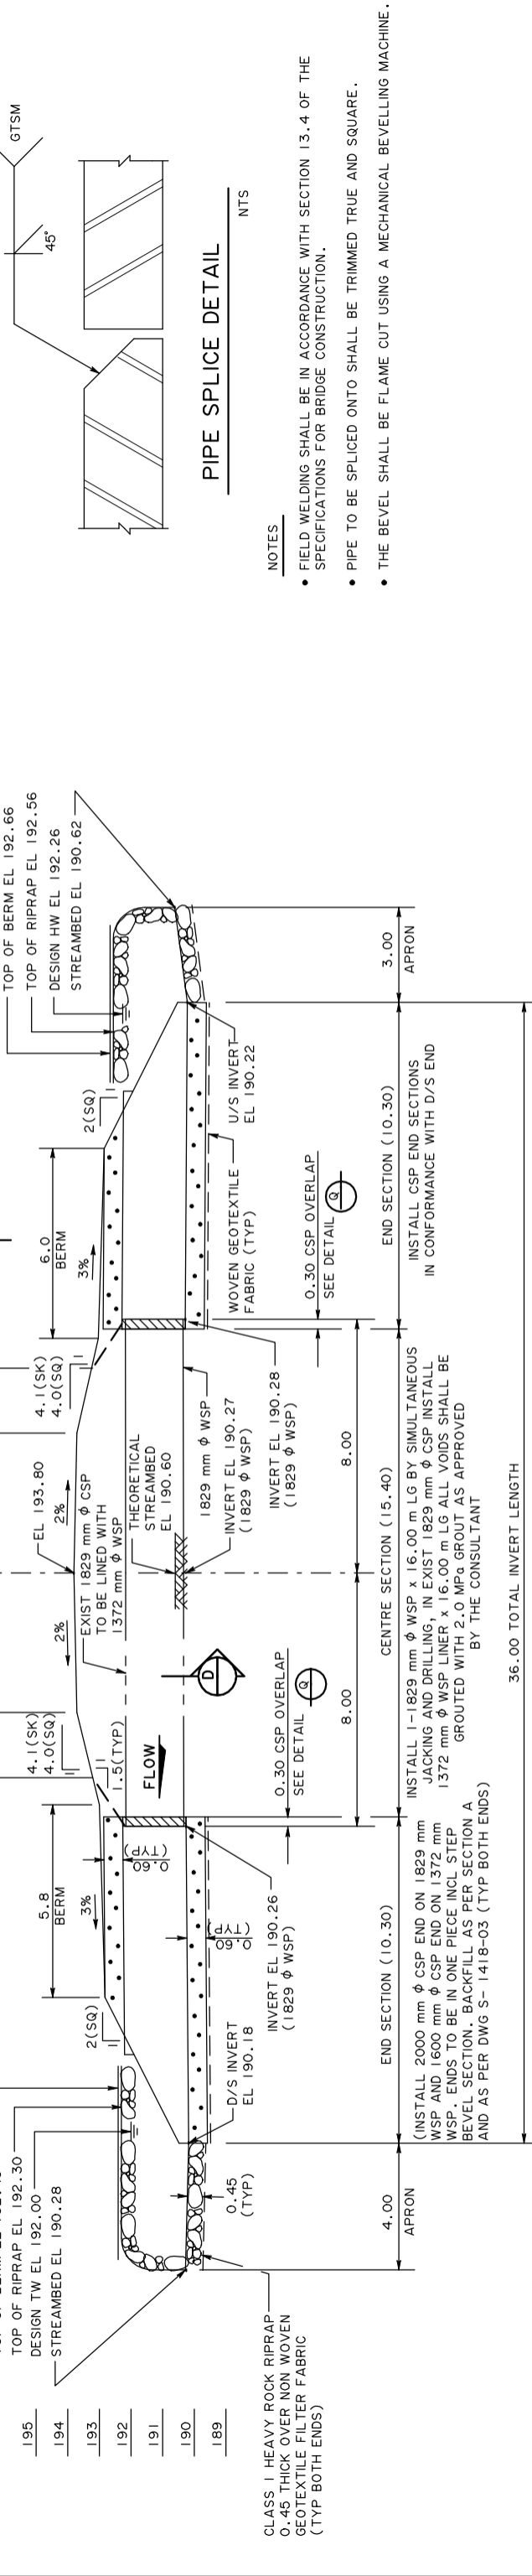 GTSM
45°
PIPE SPLICE DETAIL
NTS
NOTES
• FIELD WELDING SHALL BE IN ACCORDANCE WITH SECTION 13.4 OF THE
SPECIFICATIONS FOR BRIDGE CONSTRUCTION.
• PIPE TO BE SPLICED ONTO SHALL BE TRIMMED TRUE AND SQUARE.
• THE BEVEL SHALL BE FLAME CUT USING A MECHANICAL BEVELLING MACHINE.
195
194
193
192
191
190
189
TOP OF RIPRAP EL 192.30
DESIGN TW EL 192.00
STREAMBED EL 190.28
2(SQ)
1
5.8
BERM
3%
4.1(SK)
4.0(SQ)
1
1
1.5(TYP)
2%
EL 193.80
2%
4.1(SK)
4.0(SQ)
1
6.0
BERM
3%
2(SQ)
1
TOP OF BERM EL 192.66
TOP OF RIPRAP EL 192.56
DESIGN HW EL 192.26
STREAMBED EL 190.62
EXIST 1829 mm ϕ CSP
TO BE LINED WITH
1372 mm ϕ WSP
THEORETICAL
STREAMBED
EL 190.60
FLOW
D
0.60
(TYP)
0.60
(TYP)
1829 mm ϕ WSP
INVERT EL 190.27
(1829 ϕ WSP)
INVERT EL 190.28
(1829 ϕ WSP)
WOVEN GEOTEXTILE
FABRIC (TYP)
U/S INVERT
EL 190.22
D/S INVERT
EL 190.18
INVERT EL 190.26
(1829 ϕ WSP)
0.30 CSP OVERLAP
SEE DETAIL
Q
0.30 CSP OVERLAP
SEE DETAIL
Q
0.45
(TYP)
CLASS 1 HEAVY ROCK RIPRAP
0.45 THICK OVER NON WOVEN
GEOTEXTILE FILTER FABRIC
(TYP BOTH ENDS)
8.00
8.00
4.00
APRON
END SECTION (10.30)
CENTRE SECTION (15.40)
END SECTION (10.30)
3.00
APRON
(INSTALL 2000 mm ϕ CSP END ON 1829 mm
WSP AND 1600 mm ϕ CSP END ON 1372 mm
WSP. ENDS TO BE IN ONE PIECE INCL STEP
BEVEL SECTION. BACKFILL AS PER SECTION A
AND AS PER DWG S- 1418-03 (TYP BOTH ENDS)
INSTALL 1-1829 mm ϕ WSP x 16.00 m LG BY SIMULTANEOUS
JACKING AND DRILLING, IN EXIST 1829 mm ϕ CSP INSTALL
1372 mm ϕ WSP LINER x 16.00 m LG ALL VOIDS SHALL BE
GROUTED WITH 2.0 MPa GROUT AS APPROVED
BY THE CONSULTANT
INSTALL CSP END SECTIONS
IN CONFORMANCE WITH D/S END
36.00 TOTAL INVERT LENGTH